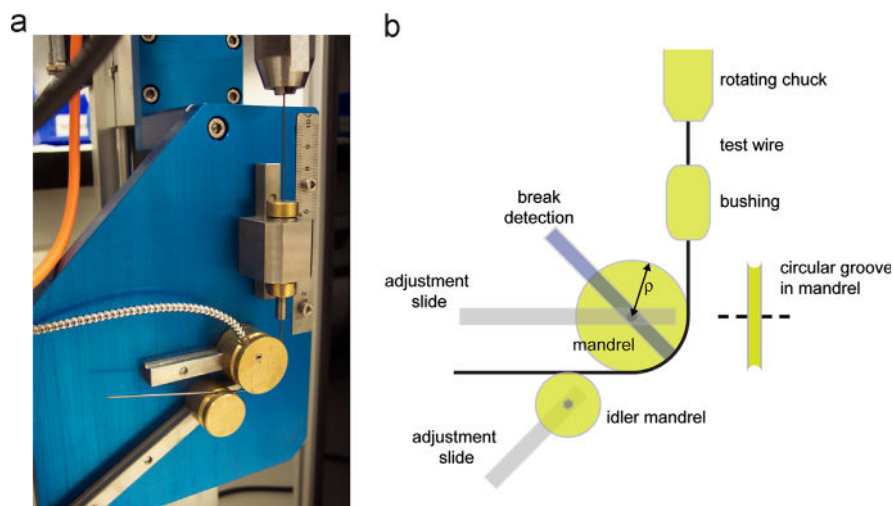 a
b
rotating chuck
test wire
bushing
break
detection
circular groove
in mandrel
adjustment
slide
ρ
mandrel
idler mandrel
adjustment
slide